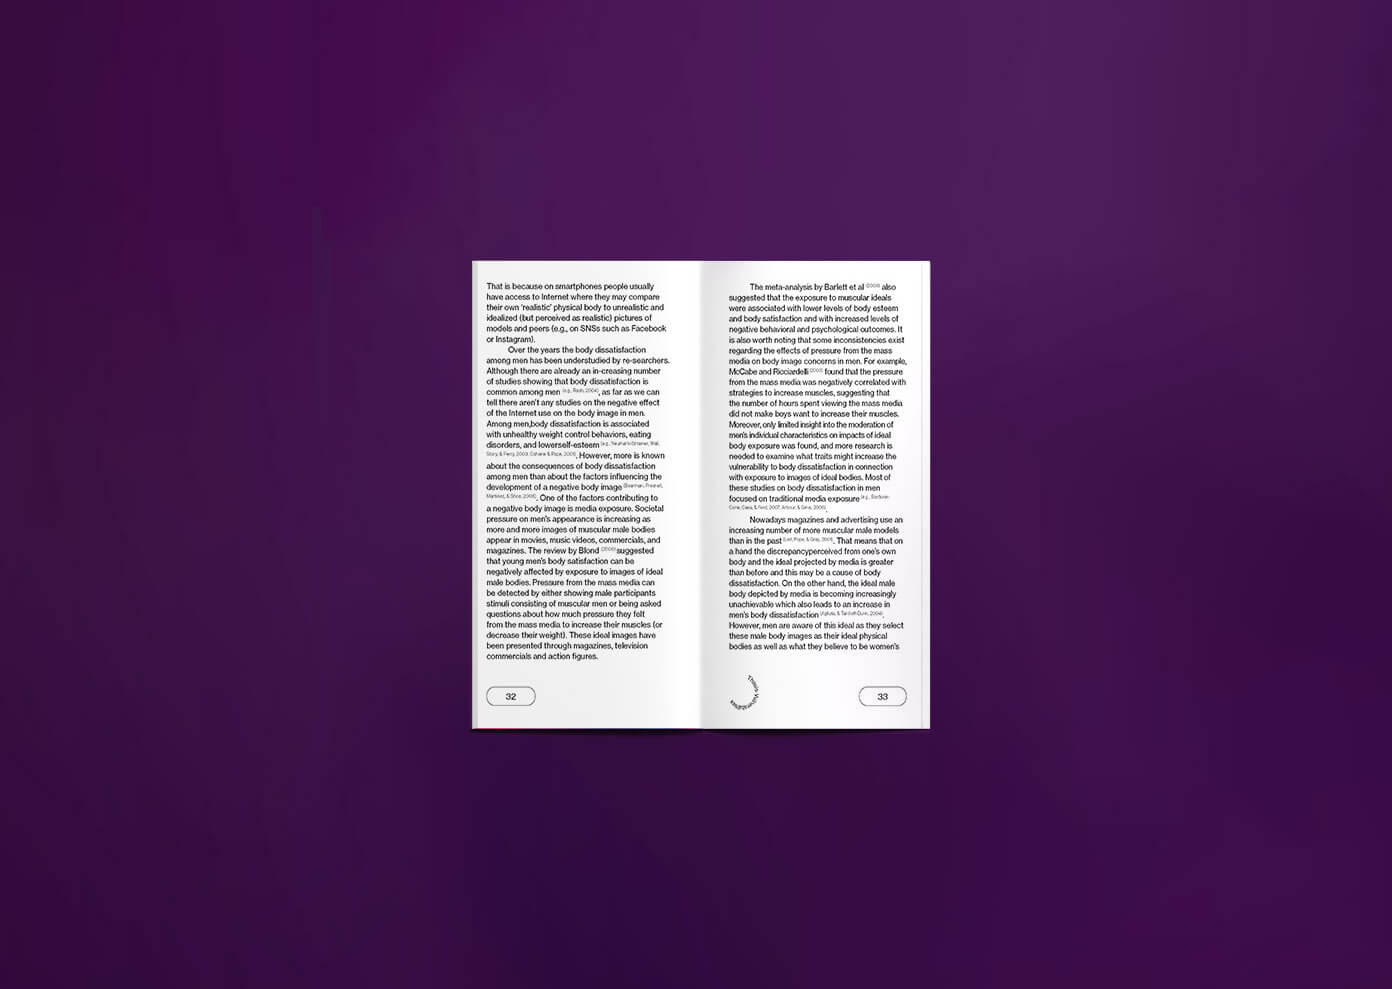 That is because on smartphones people usually
have access to Internet where they may compare
their own ‘realistic’ physical body to unrealistic and
idealized (but perceived as realistic) pictures of
models and peers (e.g., on SNSs such as Facebook
or Instagram).
Over the years the body dissatisfaction
among men has been understudied by re-searchers.
Although there are already an in-creasing number
of studies showing that body dissatisfaction is
common among men (e.g., 2004), as far as we can
tell there aren’t any studies on the negative effect
of the Internet use on the body image in men.
Among men,body dissatisfaction is associated
with unhealthy weight control behaviors, eating
disorders, and lowerself-esteem (e.g., Wall,
Story, & Perry, 2003; & Pope, 2005). However, more is known
about the consequences of body dissatisfaction
among men than about the factors influencing the
development of a negative body image (Bearman, Presnell,
Martinez, & Stice, 2006). One of the factors contributing to
a negative body image is media exposure. Societal
pressure on men’s appearance is increasing as
more and more images of muscular male bodies
appear in movies, music videos, commercials, and
magazines. The review by Blond suggested
that young men’s body satisfaction can be
negatively affected by exposure to images of ideal
male bodies. Pressure from the mass media can
be detected by either showing male participants
stimuli consisting of muscular men or being asked
questions about how much pressure they felt
from the mass media to increase their muscles (or
decrease their weight). These ideal images have
been presented through magazines, television
commercials and action figures.
32
The meta-analysis by Barlett et al also
suggested that the exposure to muscular ideals
were associated with lower levels of body esteem
and body satisfaction and with increased levels of
negative behavioral and psychological outcomes. It
is also worth noting that some inconsistencies exist
regarding the effects of pressure from the mass
media on body image concerns in men. For example,
McCabe and Ricciardelli found that the pressure
from the mass media was negatively correlated with
strategies to increase muscles, suggesting that
the number of hours spent viewing the mass media
did not make boys want to increase their muscles.
Moreover, only limited insight into the moderation of
men’s individual characteristics on impacts of ideal
body exposure was found, and more research is
needed to examine what traits might increase the
vulnerability to body dissatisfaction in connection
with exposure to images of ideal bodies. Most of
these studies on body dissatisfaction in men
focused on traditional media exposure (e.g.,
& Ford, 2007; Arbour, & Ginis, 2006).
Nowadays magazines and advertising use an
increasing number of more muscular male models
than in the past (Leit, Pope, & Gray, 2001). That means that on
a hand the discrepancyperceived from one’s own
body and the ideal projected by media is greater
than before and this may be a cause of body
dissatisfaction. On the other hand, the ideal male
body depicted by media is becoming increasingly
unachievable which also leads to an increase in
men’s body dissatisfaction (Agliata, & Tantleff-Dunn, 2004).
However, men are aware of this ideal as they select
these male body images as their ideal physical
bodies as well as what they believe to be women’s
Vulnerabilities
33